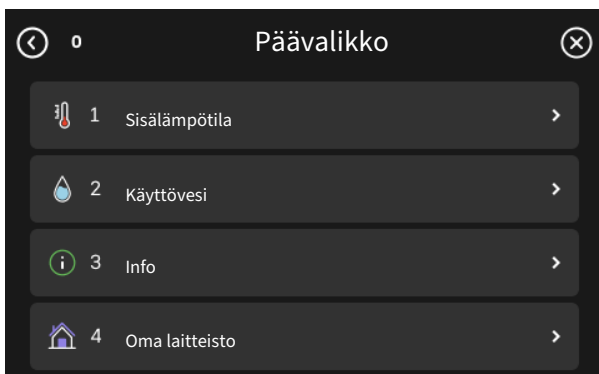 0 Päävalikko
1 Sisälämpötila
2 Käyttövesi
3 Info
4 Oma laitteisto